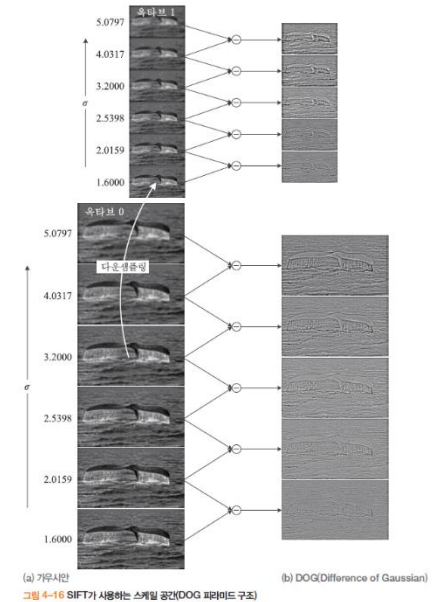 옥타브 1
5.0797
4.0317
3.2000
2.5398
2.0159
1.6000
σ
옥타브 0
5.0797
다운샘플링
4.0317
3.2000
2.5398
2.0159
1.6000
σ
(a) 가우시안
(b) DOG(Difference of Gaussian)
그림 4-16 SIFT가 사용하는 스케일 공간(DOG 피라미드 구조)